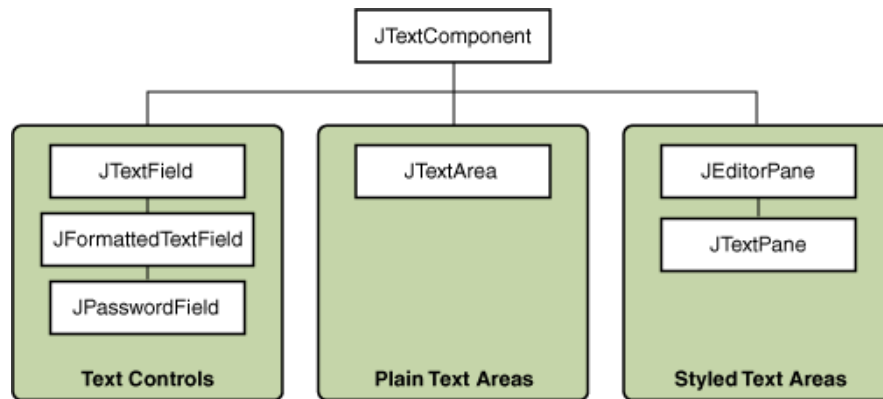 JTextComponent
JTextField
JFormattedTextField
JPasswordField
Text Controls
JTextArea
Plain Text Areas
JEditorPane
JTextPane
Styled Text Areas